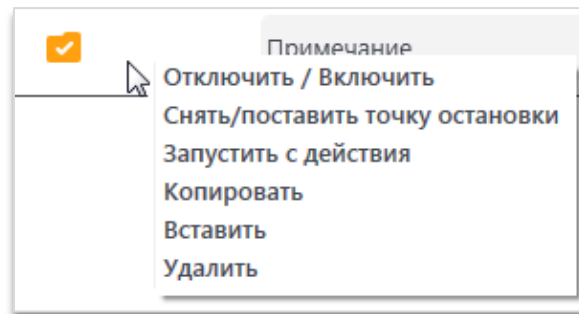 Примечание
Отключить / Включить
Снять/поставить точку остановки
Запустить с действия
Копировать
Вставить
Удалить